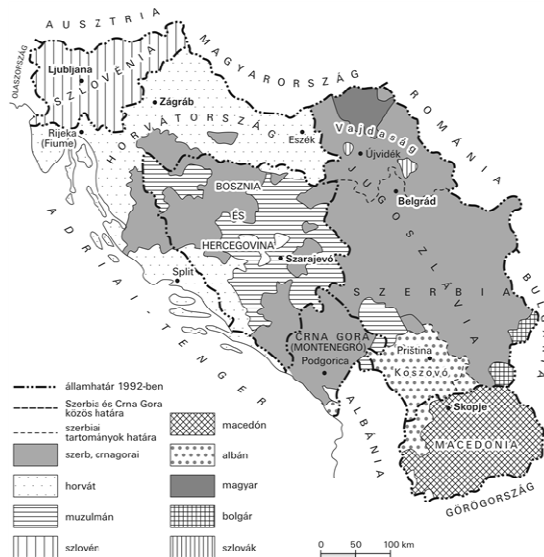 AUSZTRIA
MAGYARORSZÁG
OLASZORSZÁG
ROMÁNIA
Ljubljana
SZLOVÉNIA
Zágráb
HORVÁTORSZÁG
Rijeka
(Fiume)
Eszék
Vajdaság
Újvidék
Belgrád
JUGOSZLÁVIA
BOSZNIA
ÉS
HERCEGOVINA
Szarajevó
Split
ADRIAI-TENGER
SZERBIA
CRNA GORA
(MONTENEGRÓ)
Podgorica
Priština
Koszovó
Skopje
MACEDONIA
ALBÁNIA
GÖRÖGORSZÁG
államhatár 1992-ben
Szerbia és Crna Gora
közös határa
szerbiai
tartományok határa
szerb, crnagorai
horvát
muzulmán
szlovén
macedón
albán
magyar
bolgár
szlovák
0 50 100 km